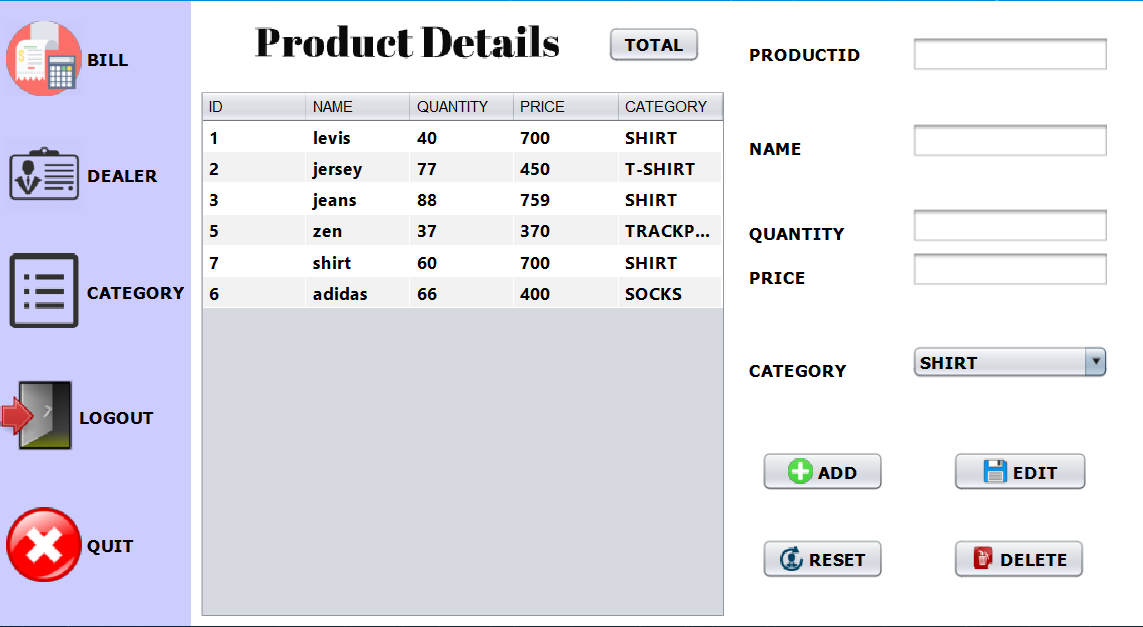 BILL
DEALER
CATEGORY
LOGOUT
QUIT
Product Details
TOTAL
ID NAME QUANTITY PRICE CATEGORY
1 levis 40 700 SHIRT
2 jersey 77 450 T-SHIRT
3 jeans 88 759 SHIRT
5 zen 37 370 TRACKP...
7 shirt 60 700 SHIRT
6 adidas 66 400 SOCKS
PRODUCTID
NAME
QUANTITY
PRICE
CATEGORY SHIRT
ADD EDIT
RESET DELETE